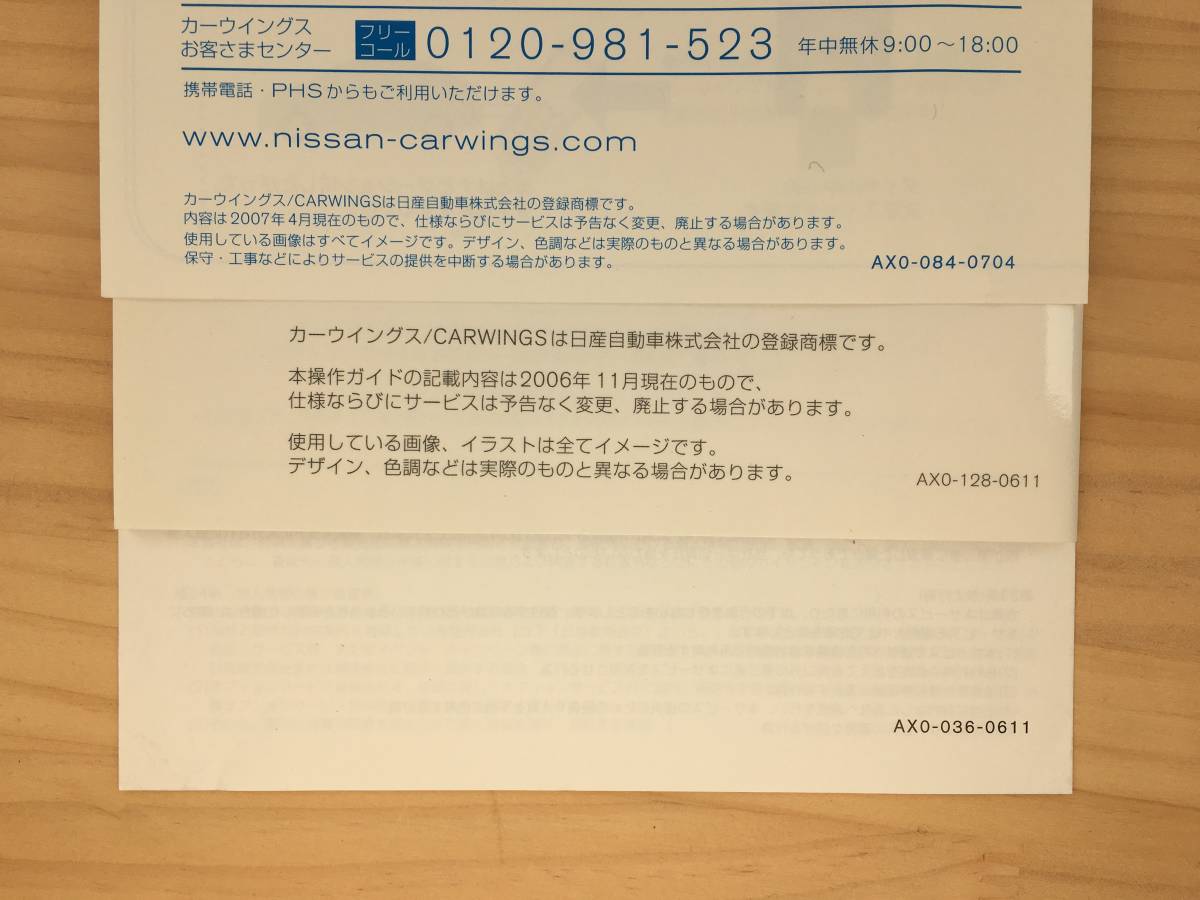 カーウイングス
お客さまセンター
フリーコール 0120-981-523 年中無休9:00～18:00
携帯電話・PHSからもご利用いただけます。
www.nissan-carwings.com
カーウイングス/CARWINGSは日産自動車株式会社の登録商標です。
内容は2007年4月現在のもので、仕様ならびにサービスは予告なく変更、廃止する場合があります。
使用している画像はすべてイメージです。デザイン、色調などは実際のものと異なる場合があります。
保守・工事などによりサービスの提供を中断する場合があります。
AX0-084-0704
カーウイングス/CARWINGSは日産自動車株式会社の登録商標です。
本操作ガイドの記載内容は2006年11月現在のもので、
仕様ならびにサービスは予告なく変更、廃止する場合があります。
使用している画像、イラストは全てイメージです。
デザイン、色調などは実際のものと異なる場合があります。
AX0-128-0611
AX0-036-0611